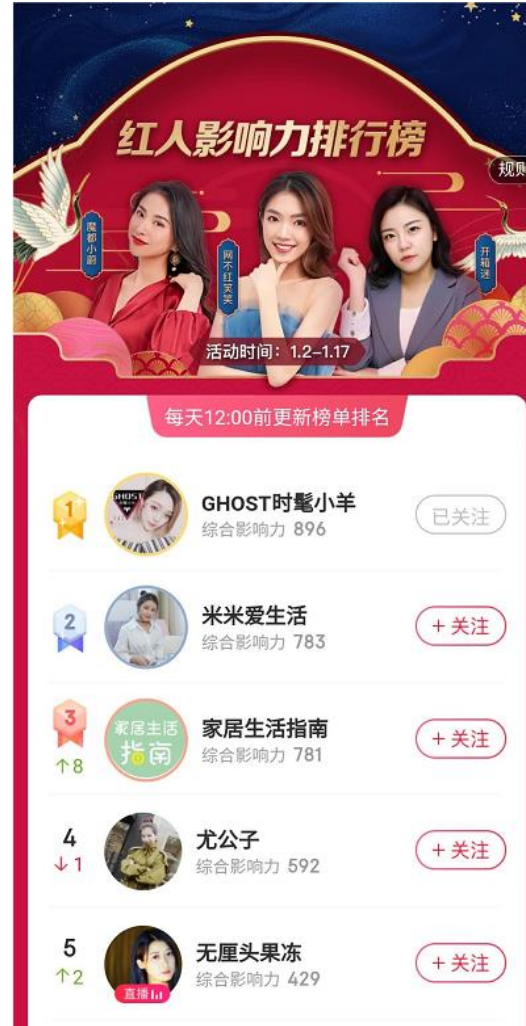 红人影响力排行榜
规则
魔都小蔚
网不红笑笑
开箱迷
活动时间：1.2-1.17
每天12:00前更新榜单排名
1
GHOST
GHOST时髦小羊
综合影响力 896
已关注
2
米米爱生活
综合影响力 783
+ 关注
3
↑8
家居生活
指南
家居生活指南
综合影响力 781
+ 关注
4
↓1
尤公子
综合影响力 592
+ 关注
5
↑2
直播
无厘头果冻
综合影响力 429
+ 关注